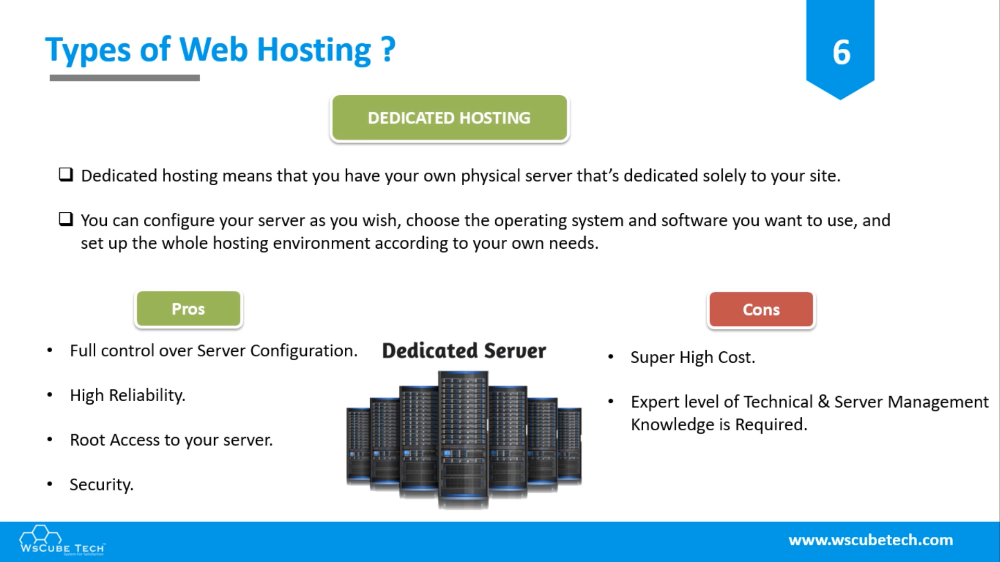 Types of Web Hosting ?
6
DEDICATED HOSTING
❑ Dedicated hosting means that you have your own physical server that’s dedicated solely to your site.
❑ You can configure your server as you wish, choose the operating system and software you want to use, and
set up the whole hosting environment according to your own needs.
Pros
• Full control over Server Configuration.
• High Reliability.
• Root Access to your server.
• Security.
Dedicated Server
Cons
• Super High Cost.
• Expert level of Technical & Server Management
Knowledge is Required.
WSCUBE TECH
System For Satisfaction
www.wscubetech.com